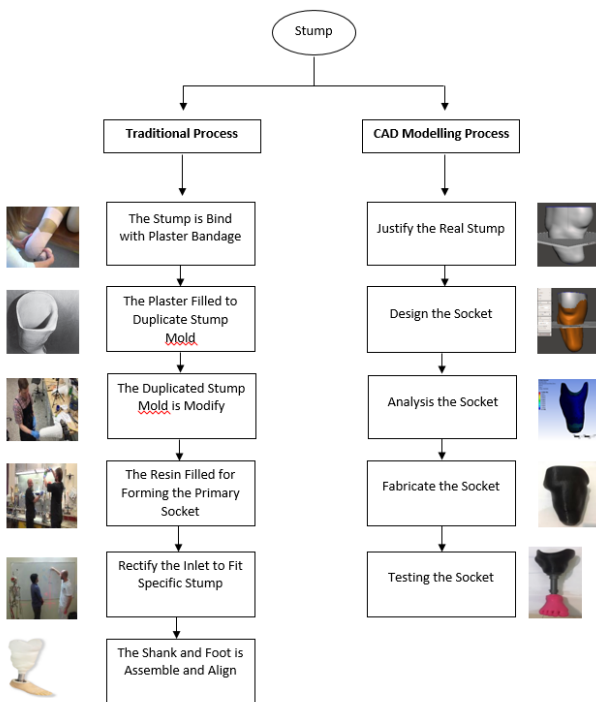 Stump
Traditional Process
CAD Modelling Process
The Stump is Bind
with Plaster Bandage
Justify the Real Stump
The Plaster Filled to
Duplicate Stump
Mold
Design the Socket
The Duplicated Stump
Mold is Modify
Analysis the Socket
The Resin Filled for
Forming the Primary
Socket
Fabricate the Socket
Rectify the Inlet to Fit
Specific Stump
Testing the Socket
The Shank and Foot is
Assemble and Align